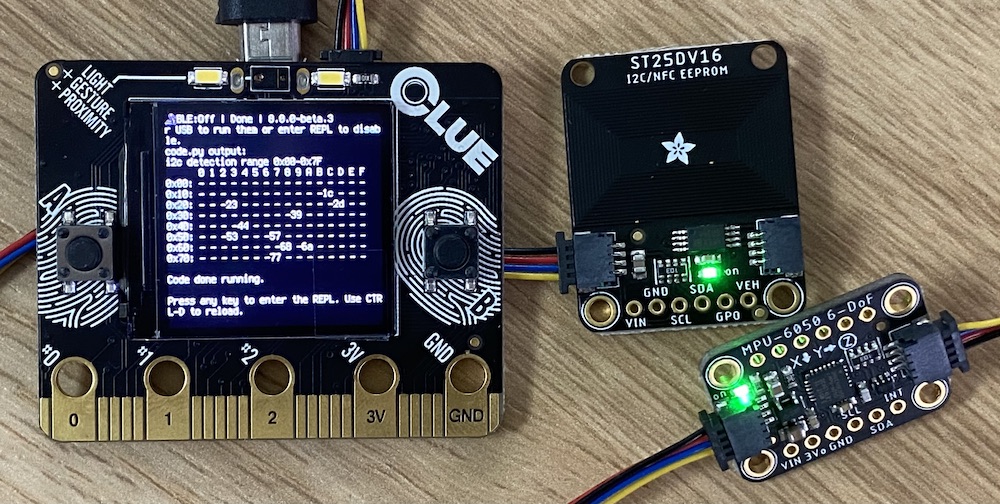 + LIGHT
+ GESTURE
+ PROXIMITY
CLUE
BLE:Off | Done | 8.0.0-beta.3
r USB to run them or enter REPL to disab
le.
code.py output:
i2c detection range 0x00-0x7F
0 1 2 3 4 5 6 7 8 9 A B C D E F
0x00: -- -- -- -- -- -- -- -- -- -- -- -- -- -- -- --
0x10: -- -- -- -- -- -- -- -- -- -- -- -- 1c -- -- --
0x20: -- -- -- 23 -- -- -- -- -- -- -- -- -- 2d -- --
0x30: -- -- -- -- -- -- -- -- -- 39 -- -- -- -- -- --
0x40: -- -- -- -- 44 -- -- -- -- -- -- -- -- -- -- --
0x50: -- -- -- 53 -- -- -- 57 -- -- -- -- -- -- -- --
0x60: -- -- -- -- -- -- -- -- 68 -- 6a -- -- -- -- --
0x70: -- -- -- -- -- -- -- 77 -- -- -- -- -- -- -- --
Code done running.
Press any key to enter the REPL. Use CTR
L-D to reload.
A
B
#0 #1 #2 3V GND
0 1 2 3V GND
ST25DV16
I2C/NFC EEPROM
on
GND SDA VEH
VIN SCL GPO
MPU-6050 6-DoF
X Y Z
on
SCL INT
VIN 3Vo GND SDA